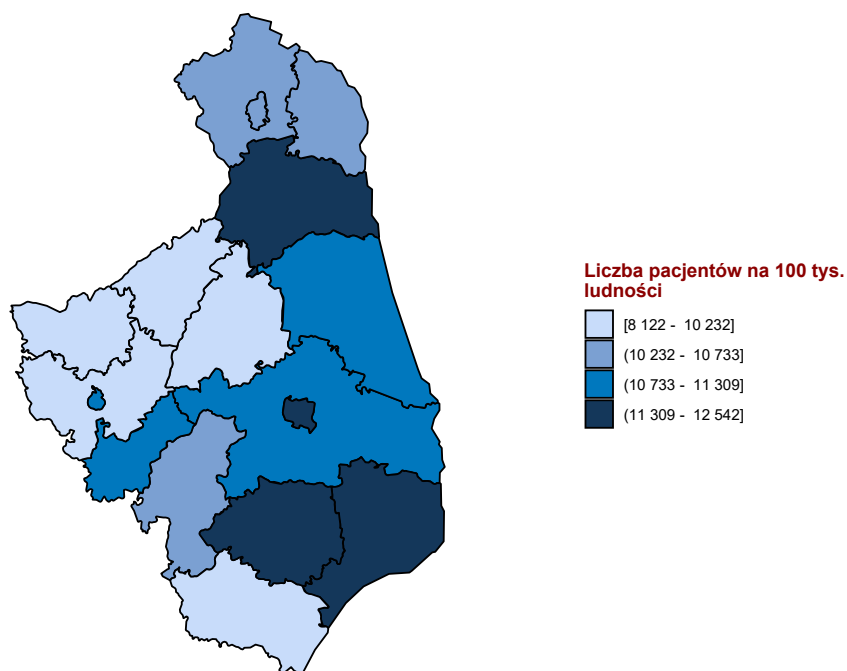 Liczba pacjentów na 100 tys.
ludności
[8 122 - 10 232]
(10 232 - 10 733]
(10 733 - 11 309]
(11 309 - 12 542]